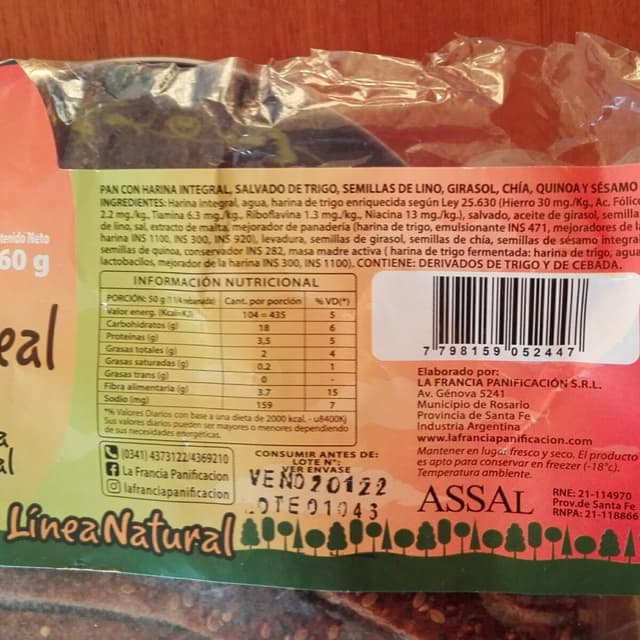 PAN CON HARINA INTEGRAL, SALVADO DE TRIGO, SEMILLAS DE LINO, GIRASOL, CHÍA, QUINOA Y SÉSAMO
INGREDIENTES: Harina integral, agua, harina de trigo enriquecida según Ley 25.630 (Hierro 30 mg./Kg., Ac. Fólico
2.2 mg./kg., Tiamina 6.3 mg./kg., Riboflavina 1.3 mg./kg., Niacina 13 mg./kg.), salvado, aceite de girasol, semilla
de lino, sal, extracto de malta, mejorador de panadería (harina de trigo, emulsionante INS 471, mejoradores de la
harina INS 1100, INS 300, INS 920), levadura, semillas de girasol, semillas de chía, semillas de sésamo integra
semillas de quinoa, conservador INS 282, masa madre activa ( harina de trigo fermentada: harina de trigo, agua
lactobacilos, mejorador de la harina INS 300, INS 1100). CONTIENE: DERIVADOS DE TRIGO Y DE CEBADA.
tenido Neto
60 g
eal
a
al
INFORMACIÓN NUTRICIONAL
PORCIÓN: 50 g (1 1/4 rebanada) Cant. por porción % VD(*)
Valor energ. (Kcal=KJ) 104 = 435 5
Carbohidratos (g) 18 6
Proteínas (g) 3,5 5
Grasas totales (g) 2 4
Grasas saturadas (g) 0.2 1
Grasas trans (g) 0 -
Fibra alimentaria (g) 3.7 15
Sodio (mg) 159 7
*% Valores Diarios con base a una dieta de 2000 kcal. - u8400Kj
Sus valores diarios pueden ser mayores o menores dependiendo
de sus necesidades energéticas.
7 798159 052447
Elaborado por:
LA FRANCIA PANIFICACIÓN S.R.L.
Av. Génova 5241
Municipio de Rosario
Provincia de Santa Fe
Industria Argentina
www.lafranciapanificacion.com
Mantener en lugar fresco y seco. El producto
es apto para conservar en freezer (-18°c).
Temperatura ambiente.
(0341) 4373122/4369210
La Francia Panificacion
lafranciapanificacion
CONSUMIR ANTES DE:
LOTE N°:
VER ENVASE
VEN020122
OTE01043
ASSAL
RNE: 21-114970
Prov.de Santa Fe
RNPA: 21-118866
Línea Natural